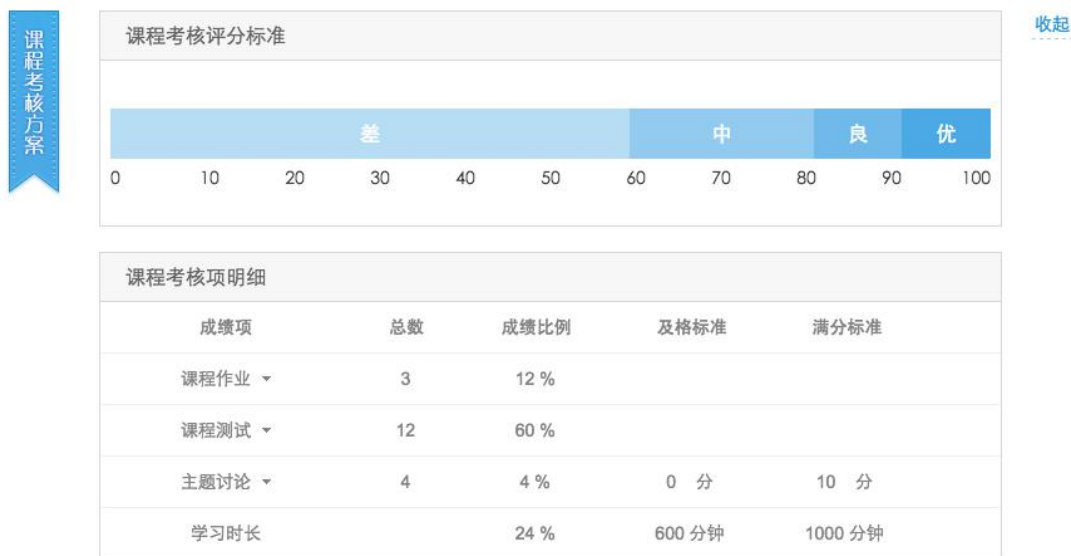 课程考核方案
收起
课程考核评分标准
差 中 良 优
0 10 20 30 40 50 60 70 80 90 100
课程考核项明细
成绩项 总数 成绩比例 及格标准 满分标准
课程作业 3 12 %
课程测试 12 60 %
主题讨论 4 4 % 0 分 10 分
学习时长 24 % 600 分钟 1000 分钟